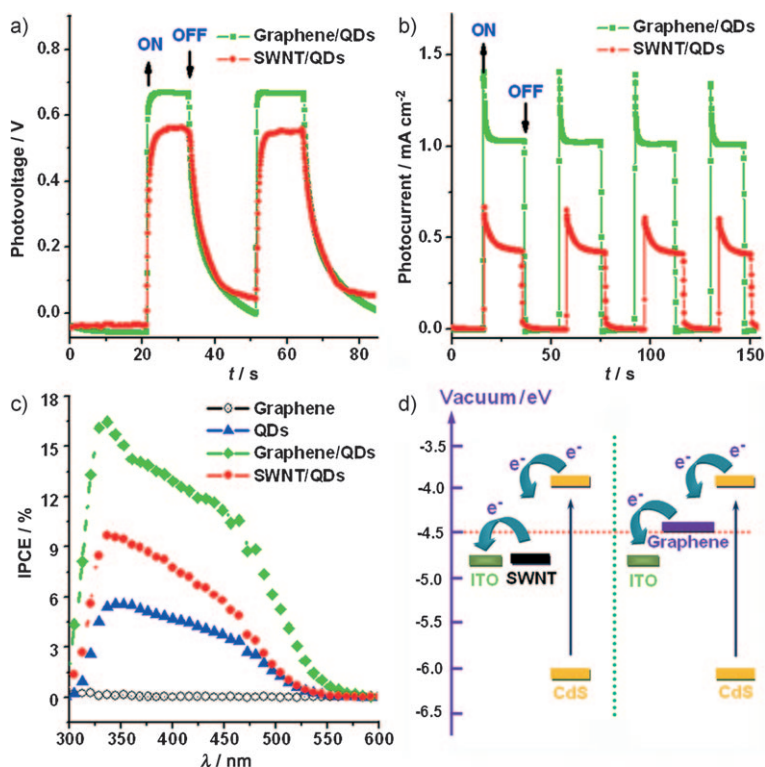 a)
ON
OFF
Graphene/QDs
SWNT/QDs
Photovoltage / V
0.8
0.6
0.4
0.2
0.0
0 20 40 60 80
t / s
b)
ON
OFF
Graphene/QDs
SWNT/QDs
Photocurrent / mA cm-2
1.5
1.0
0.5
0.0
0 50 100 150
t / s
c)
Graphene
QDs
Graphene/QDs
SWNT/QDs
IPCE / %
18
15
12
9
6
3
0
300 350 400 450 500 550 600
λ / nm
d)
Vacuum/eV
-3.5
-4.0
-4.5
-5.0
-5.5
-6.0
-6.5
e-
e-
e-
e-
ITO
SWNT
CdS
ITO
Graphene
CdS